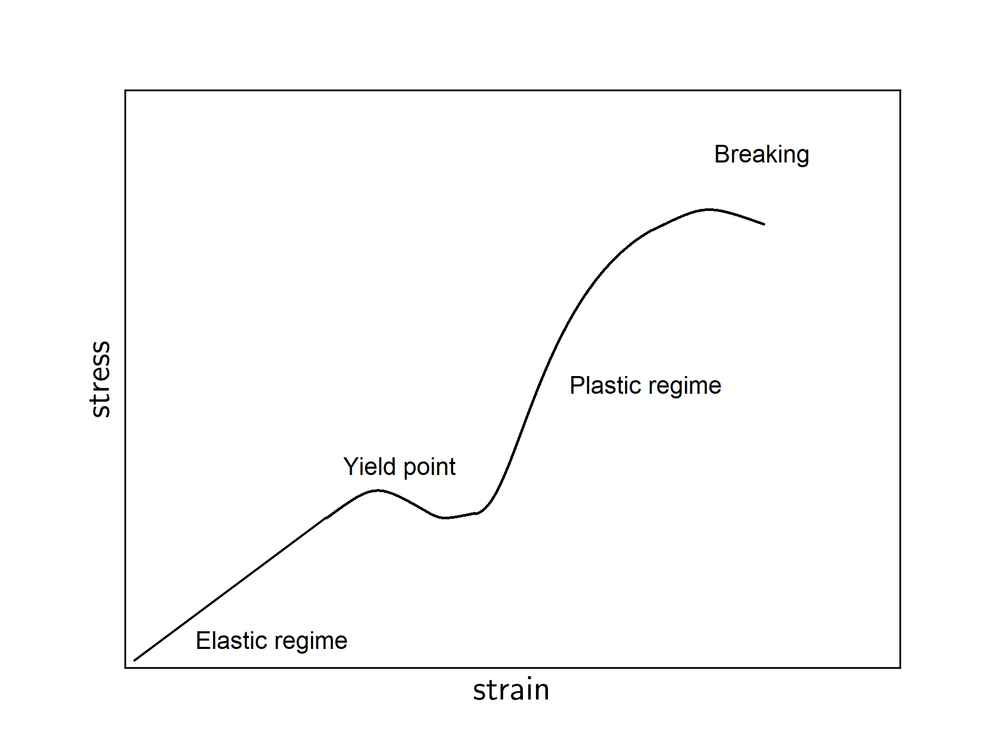 Breaking
stress
Plastic regime
Yield point
Elastic regime
strain